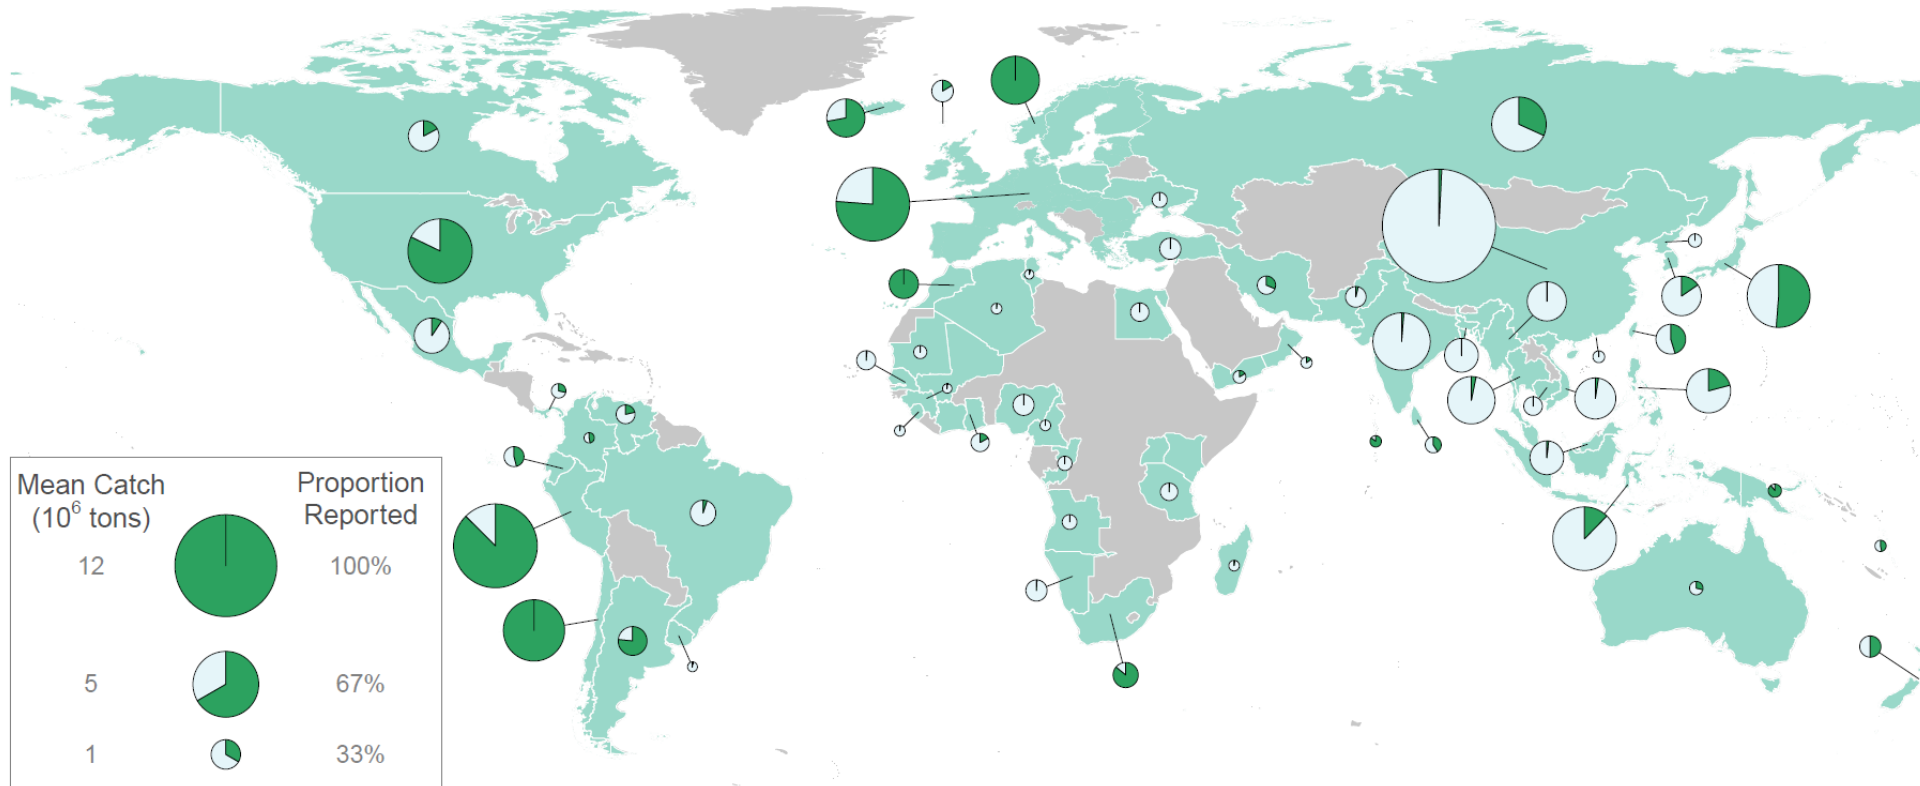 Mean Catch Proportion
(10⁶ tons) Reported
12 100%
5 67%
1 33%